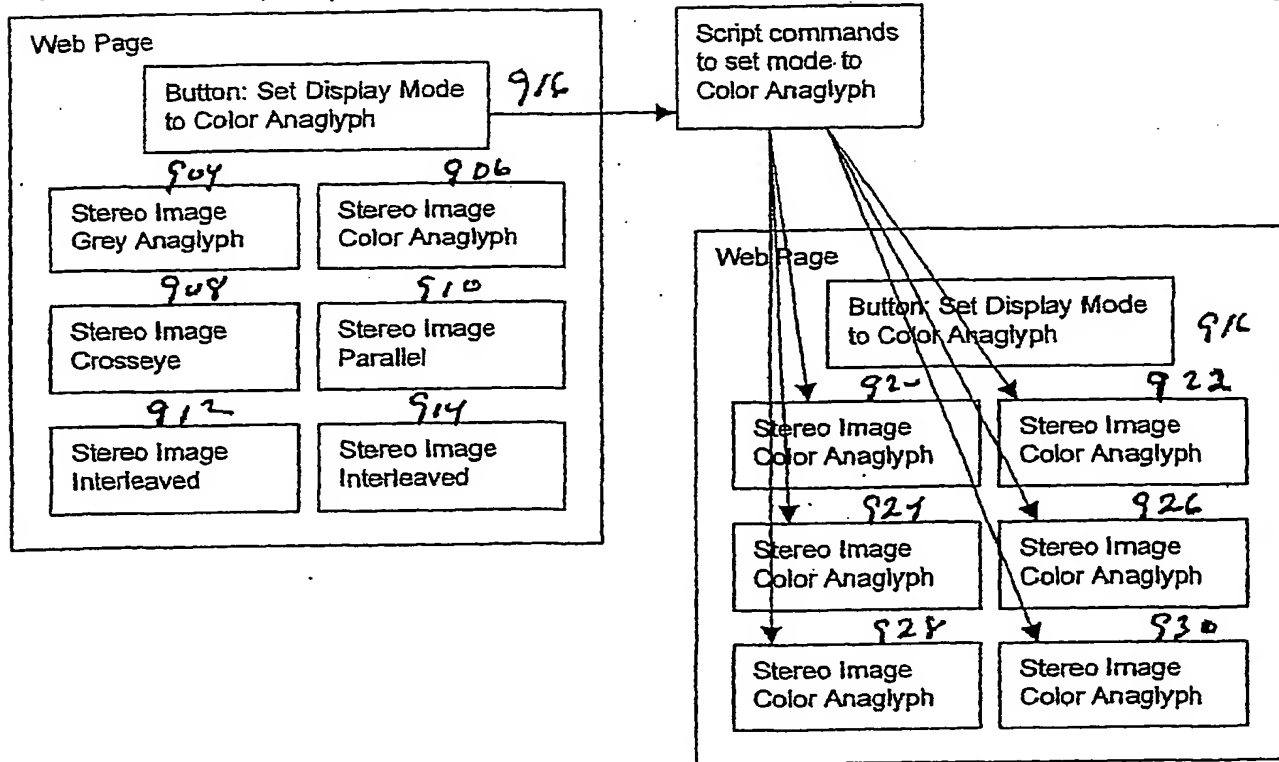 Web Page
Button: Set Display Mode
to Color Anaglyph
916
904
906
Stereo Image
Grey Anaglyph
Stereo Image
Color Anaglyph
908
910
Stereo Image
Crosseye
Stereo Image
Parallel
912
914
Stereo Image
Interleaved
Stereo Image
Interleaved
Script commands
to set mode to
Color Anaglyph
Web Page
Button: Set Display Mode
to Color Anaglyph
916
922
Stereo Image
Color Anaglyph
Stereo Image
Color Anaglyph
924
926
Stereo Image
Color Anaglyph
Stereo Image
Color Anaglyph
928
930
Stereo Image
Color Anaglyph
Stereo Image
Color Anaglyph